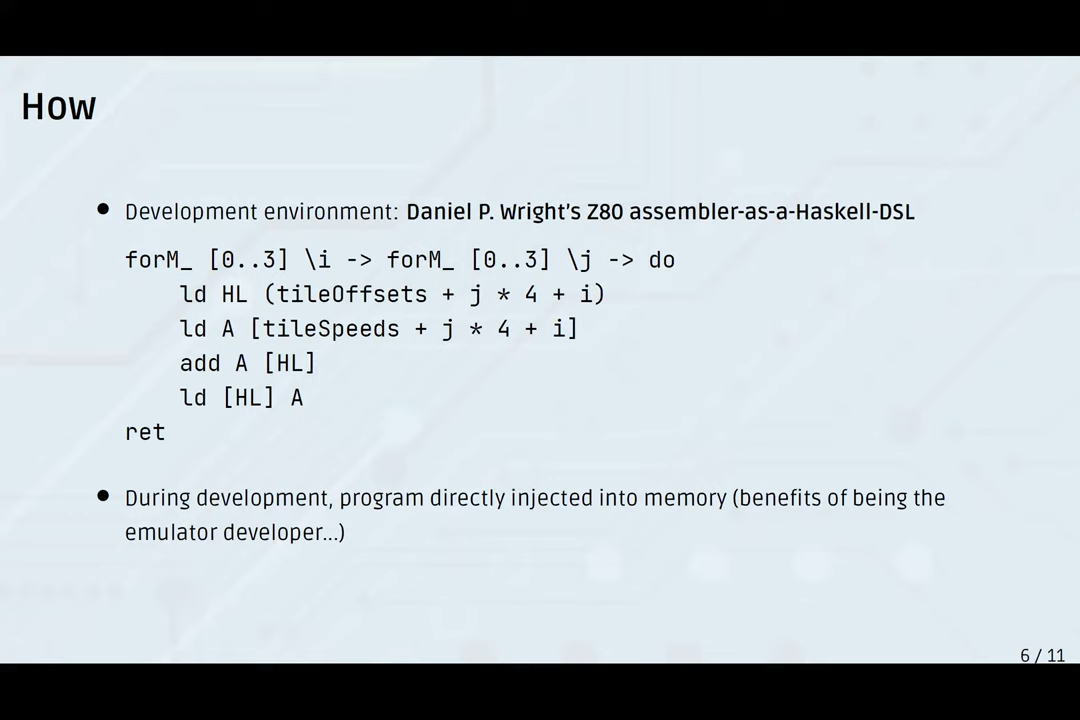 How
● Development environment: Daniel P. Wright's Z80 assembler-as-a-Haskell-DSL
forM_ [0..3] \i -> forM_ [0..3] \j -> do
    ld HL (tileOffsets + j * 4 + i)
    ld A [tileSpeeds + j * 4 + i]
    add A [HL]
    ld [HL] A
ret
● During development, program directly injected into memory (benefits of being the
emulator developer...)
6 / 11